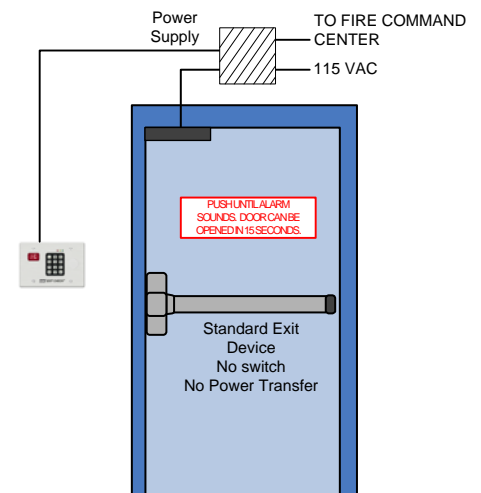 Power
Supply
TO FIRE COMMAND
CENTER
115 VAC
PUSH UNTIL ALARM
SOUNDS. DOOR CAN BE
OPENED IN 15 SECONDS.
Standard Exit
Device
No switch
No Power Transfer